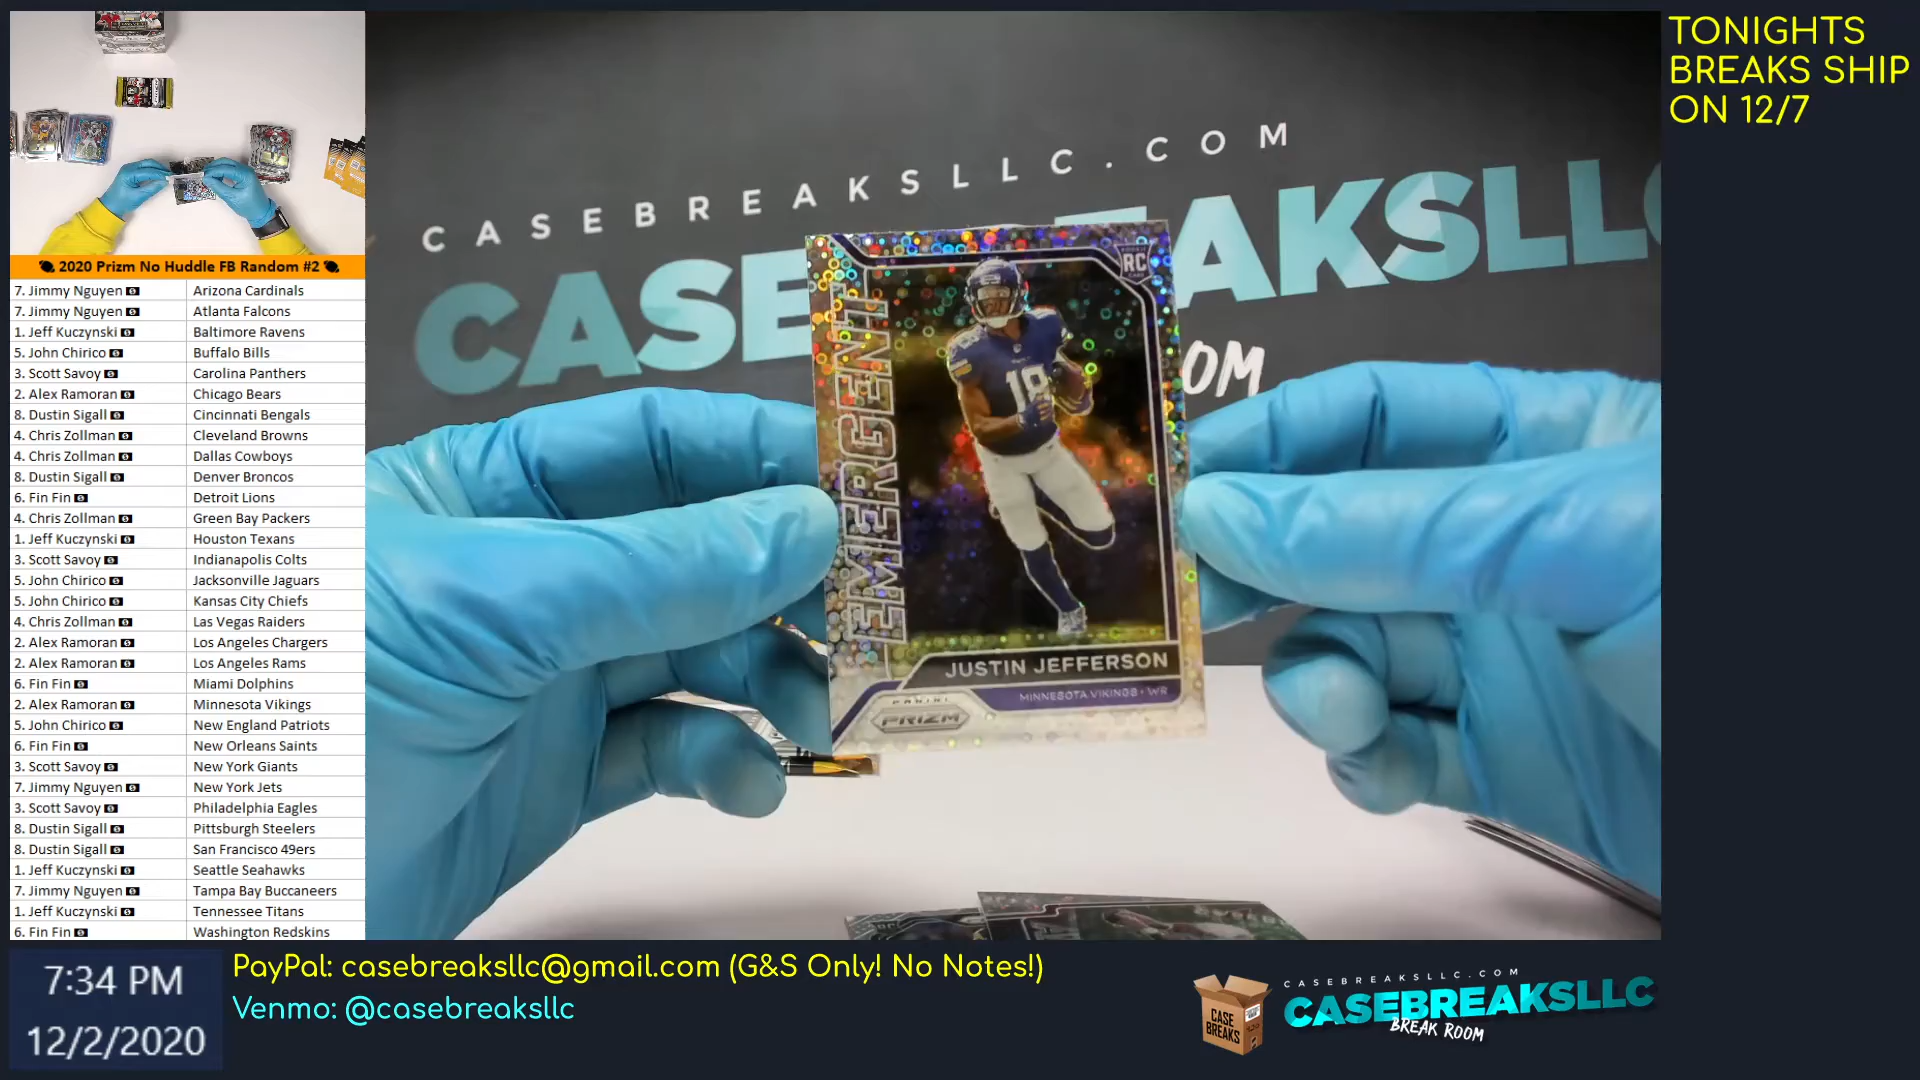 TONIGHTS
BREAKS SHIP
ON 12/7
CASEBREAKSLLC.COM
CASEBREAKSLLC
OM
RC
EMERGENT
18
JUSTIN JEFFERSON
MINNESOTA VIKINGS • WR
PANINI
PRIZM
2020 Prizm No Huddle FB Random #2
7. Jimmy Nguyen Arizona Cardinals
7. Jimmy Nguyen Atlanta Falcons
1. Jeff Kuczynski Baltimore Ravens
5. John Chirico Buffalo Bills
3. Scott Savoy Carolina Panthers
2. Alex Ramoran Chicago Bears
8. Dustin Sigall Cincinnati Bengals
4. Chris Zollman Cleveland Browns
4. Chris Zollman Dallas Cowboys
8. Dustin Sigall Denver Broncos
6. Fin Fin Detroit Lions
4. Chris Zollman Green Bay Packers
1. Jeff Kuczynski Houston Texans
3. Scott Savoy Indianapolis Colts
5. John Chirico Jacksonville Jaguars
5. John Chirico Kansas City Chiefs
4. Chris Zollman Las Vegas Raiders
2. Alex Ramoran Los Angeles Chargers
2. Alex Ramoran Los Angeles Rams
6. Fin Fin Miami Dolphins
2. Alex Ramoran Minnesota Vikings
5. John Chirico New England Patriots
6. Fin Fin New Orleans Saints
3. Scott Savoy New York Giants
7. Jimmy Nguyen New York Jets
3. Scott Savoy Philadelphia Eagles
8. Dustin Sigall Pittsburgh Steelers
8. Dustin Sigall San Francisco 49ers
1. Jeff Kuczynski Seattle Seahawks
7. Jimmy Nguyen Tampa Bay Buccaneers
1. Jeff Kuczynski Tennessee Titans
6. Fin Fin Washington Redskins
7:34 PM
12/2/2020
PayPal: casebreaksllc@gmail.com (G&S Only! No Notes!)
Venmo: @casebreaksllc
CASE
BREAKS
CASEBREAKSLLC.COM
CASEBREAKSLLC
BREAK ROOM